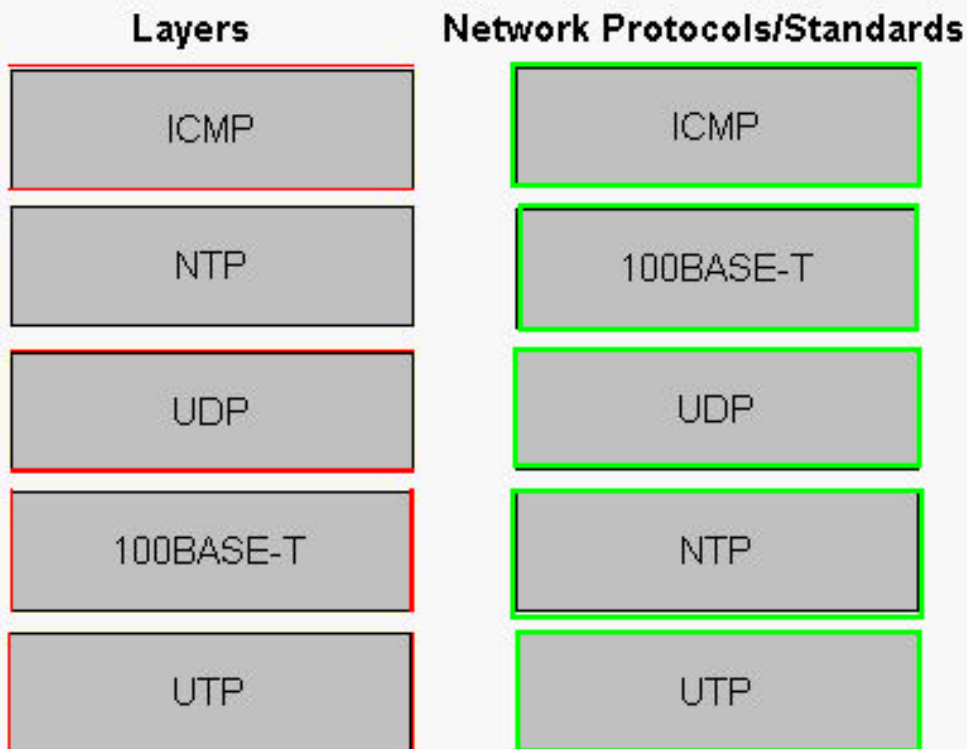 Layers Network Protocols/Standards
ICMP ICMP
NTP 100BASE-T
UDP UDP
100BASE-T NTP
UTP UTP